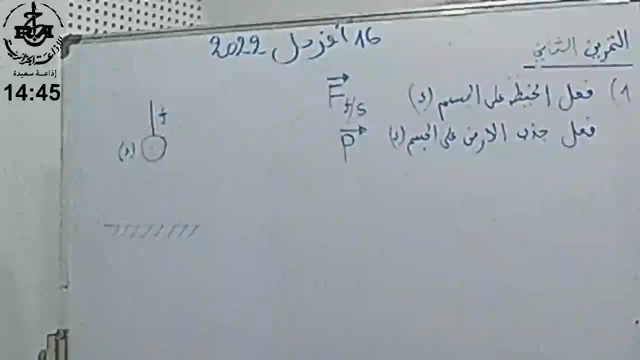 إذاعة سعيدة
14:45
16 أفريل 2022
التمرين الثاني
1) فعل الخيط على الجسم (S) F f/s
فعل جذب الأرض على الجسم (S) P
f
(S)